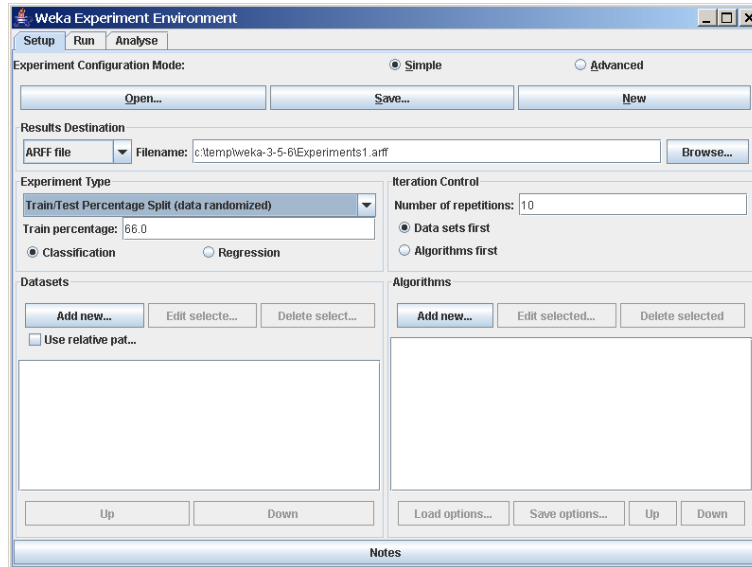 Weka Experiment Environment
Setup Run Analyse
Experiment Configuration Mode: Simple Advanced
Open... Save... New
Results Destination
ARFF file Filename: c:\temp\weka-3-5-6\Experiments1.arff Browse...
Experiment Type
Train/Test Percentage Split (data randomized)
Train percentage: 66.0
Classification Regression
Iteration Control
Number of repetitions: 10
Data sets first
Algorithms first
Datasets
Add new... Edit selecte... Delete select...
Use relative pat...
Up Down
Algorithms
Add new... Edit selected... Delete selected
Load options... Save options... Up Down
Notes